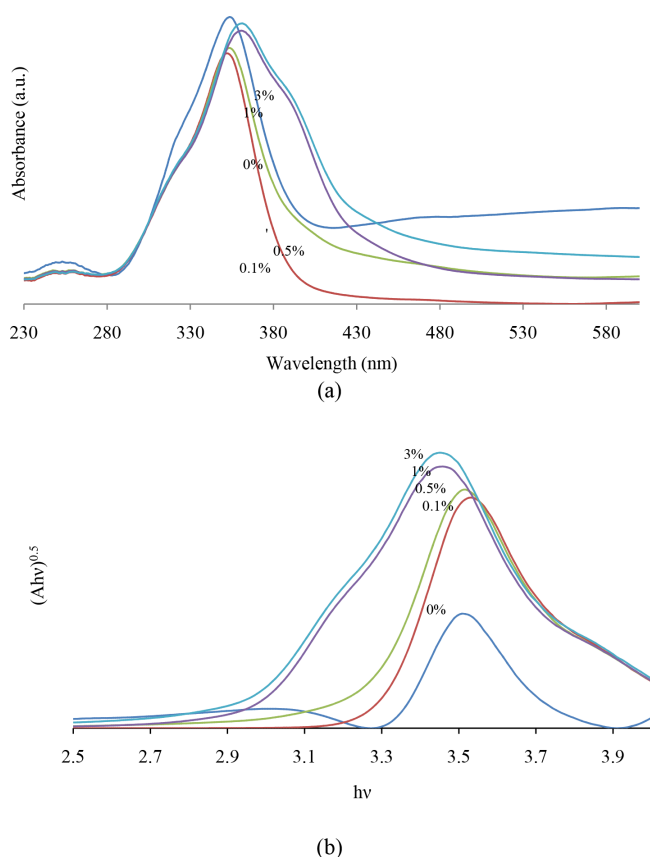 Absorbance (a.u.)
3%
1%
0%
'
0.5%
0.1%
230 280 330 380 430 480 530 580
Wavelength (nm)
(a)
(Ahν)0.5
3%
1%
0.5%
0.1%
0%
2.5 2.7 2.9 3.1 3.3 3.5 3.7 3.9
hν
(b)